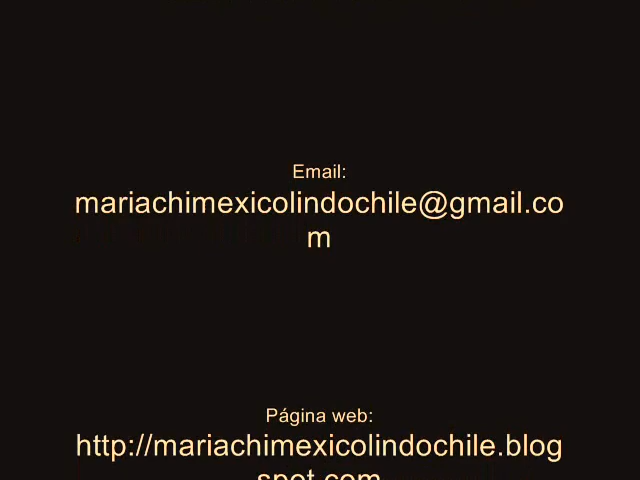 Email:
mariachimexicolindochile@gmail.co
m
Página web:
http://mariachimexicolindochile.blog
spot.com